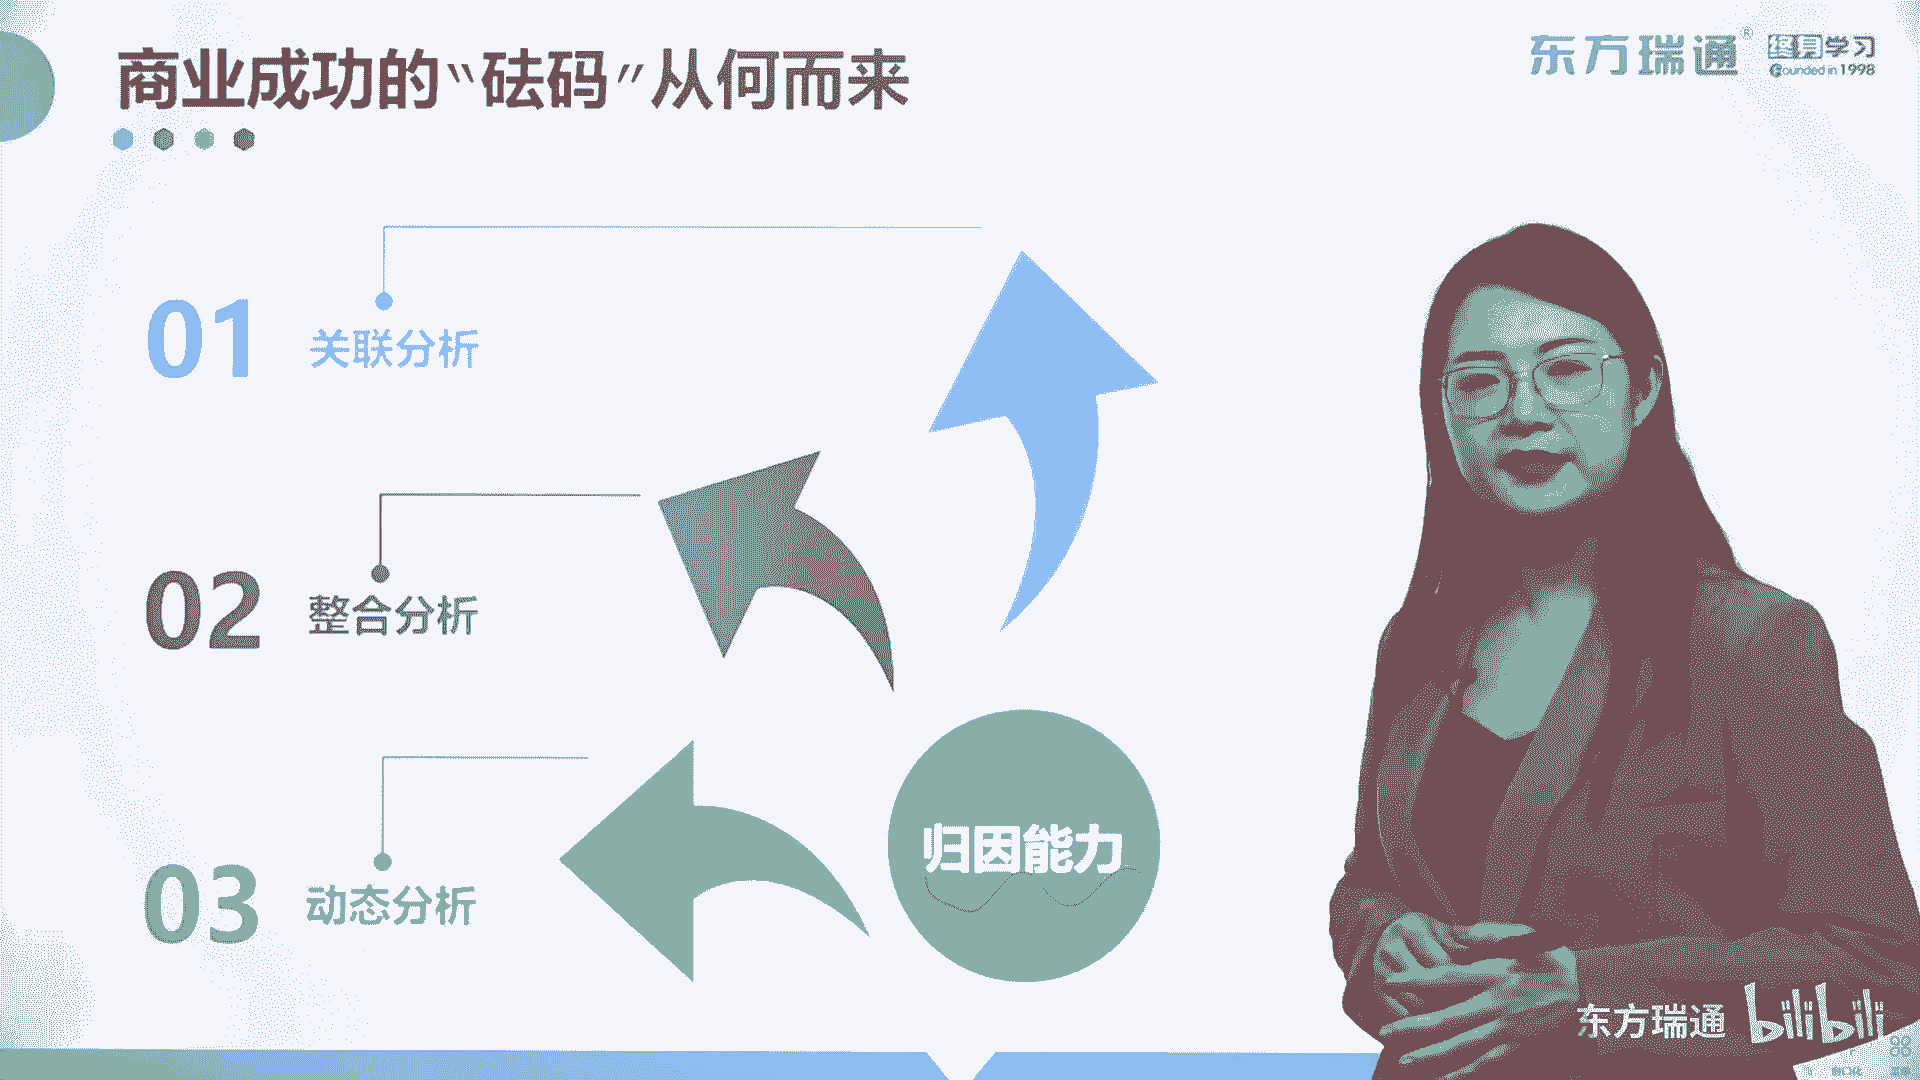 商业成功的“砝码”从何而来
东方瑞通®
终身学习
Founded in 1998
01 关联分析
02 整合分析
03 动态分析
归因能力
东方瑞通 bilibili